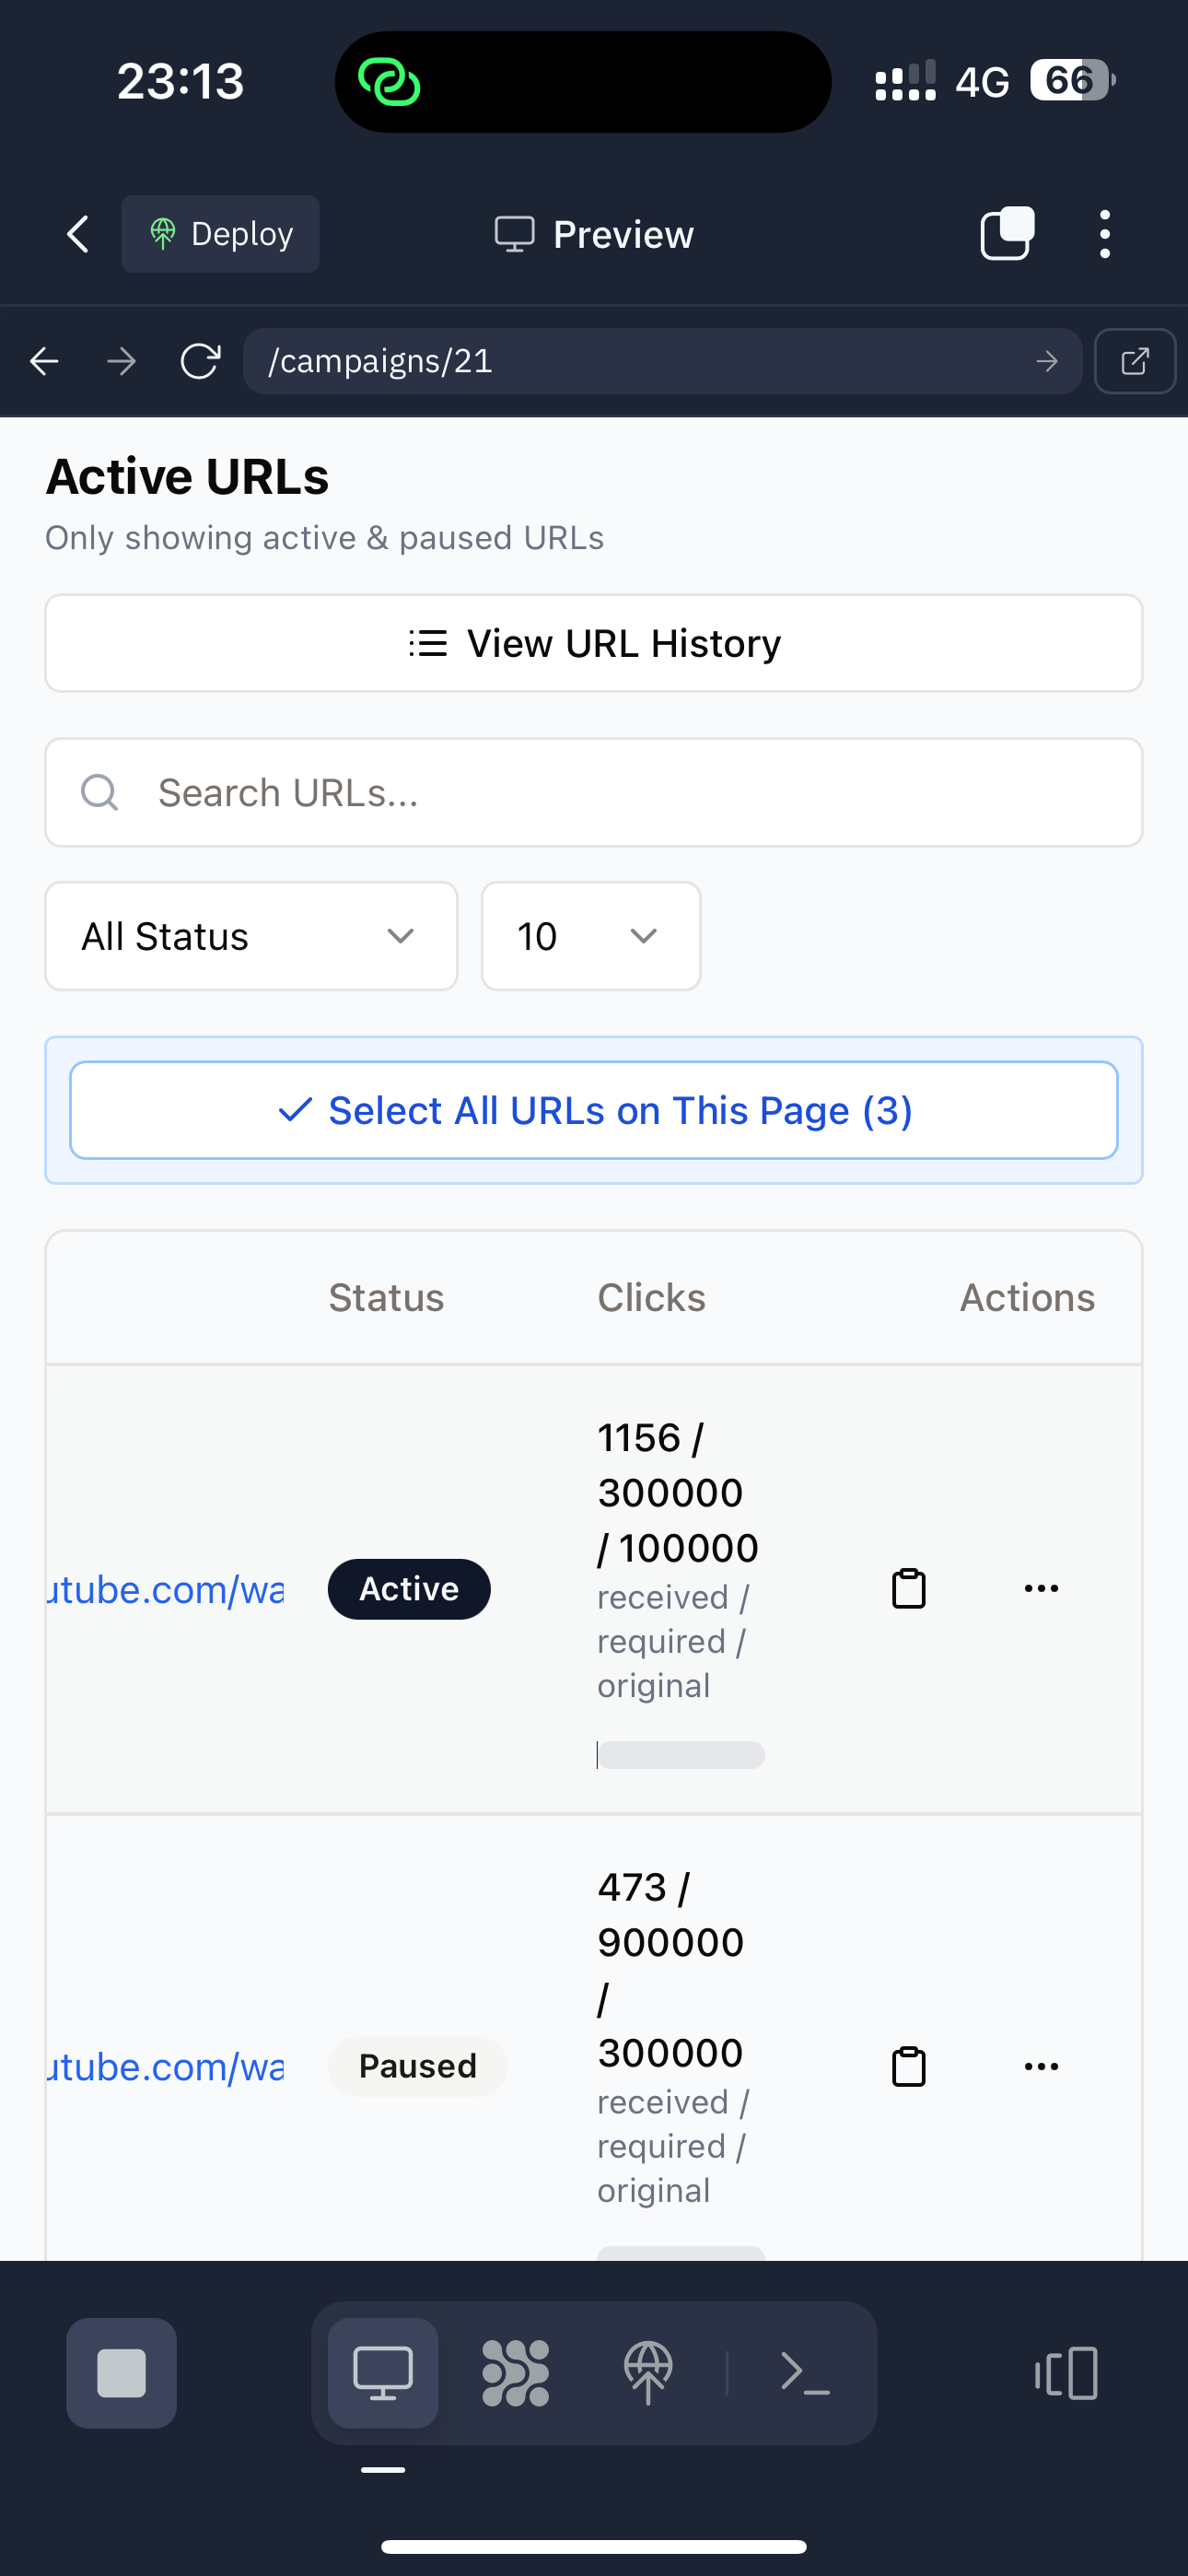 23:13
4G 66
Deploy
Preview
/campaigns/21
Active URLs
Only showing active & paused URLs
View URL History
Search URLs...
All Status
10
Select All URLs on This Page (3)
Status Clicks Actions
utube.com/wa
Active
1156 /
300000
/ 100000
received /
required /
original
utube.com/wa
Paused
473 /
900000
/
300000
received /
required /
original